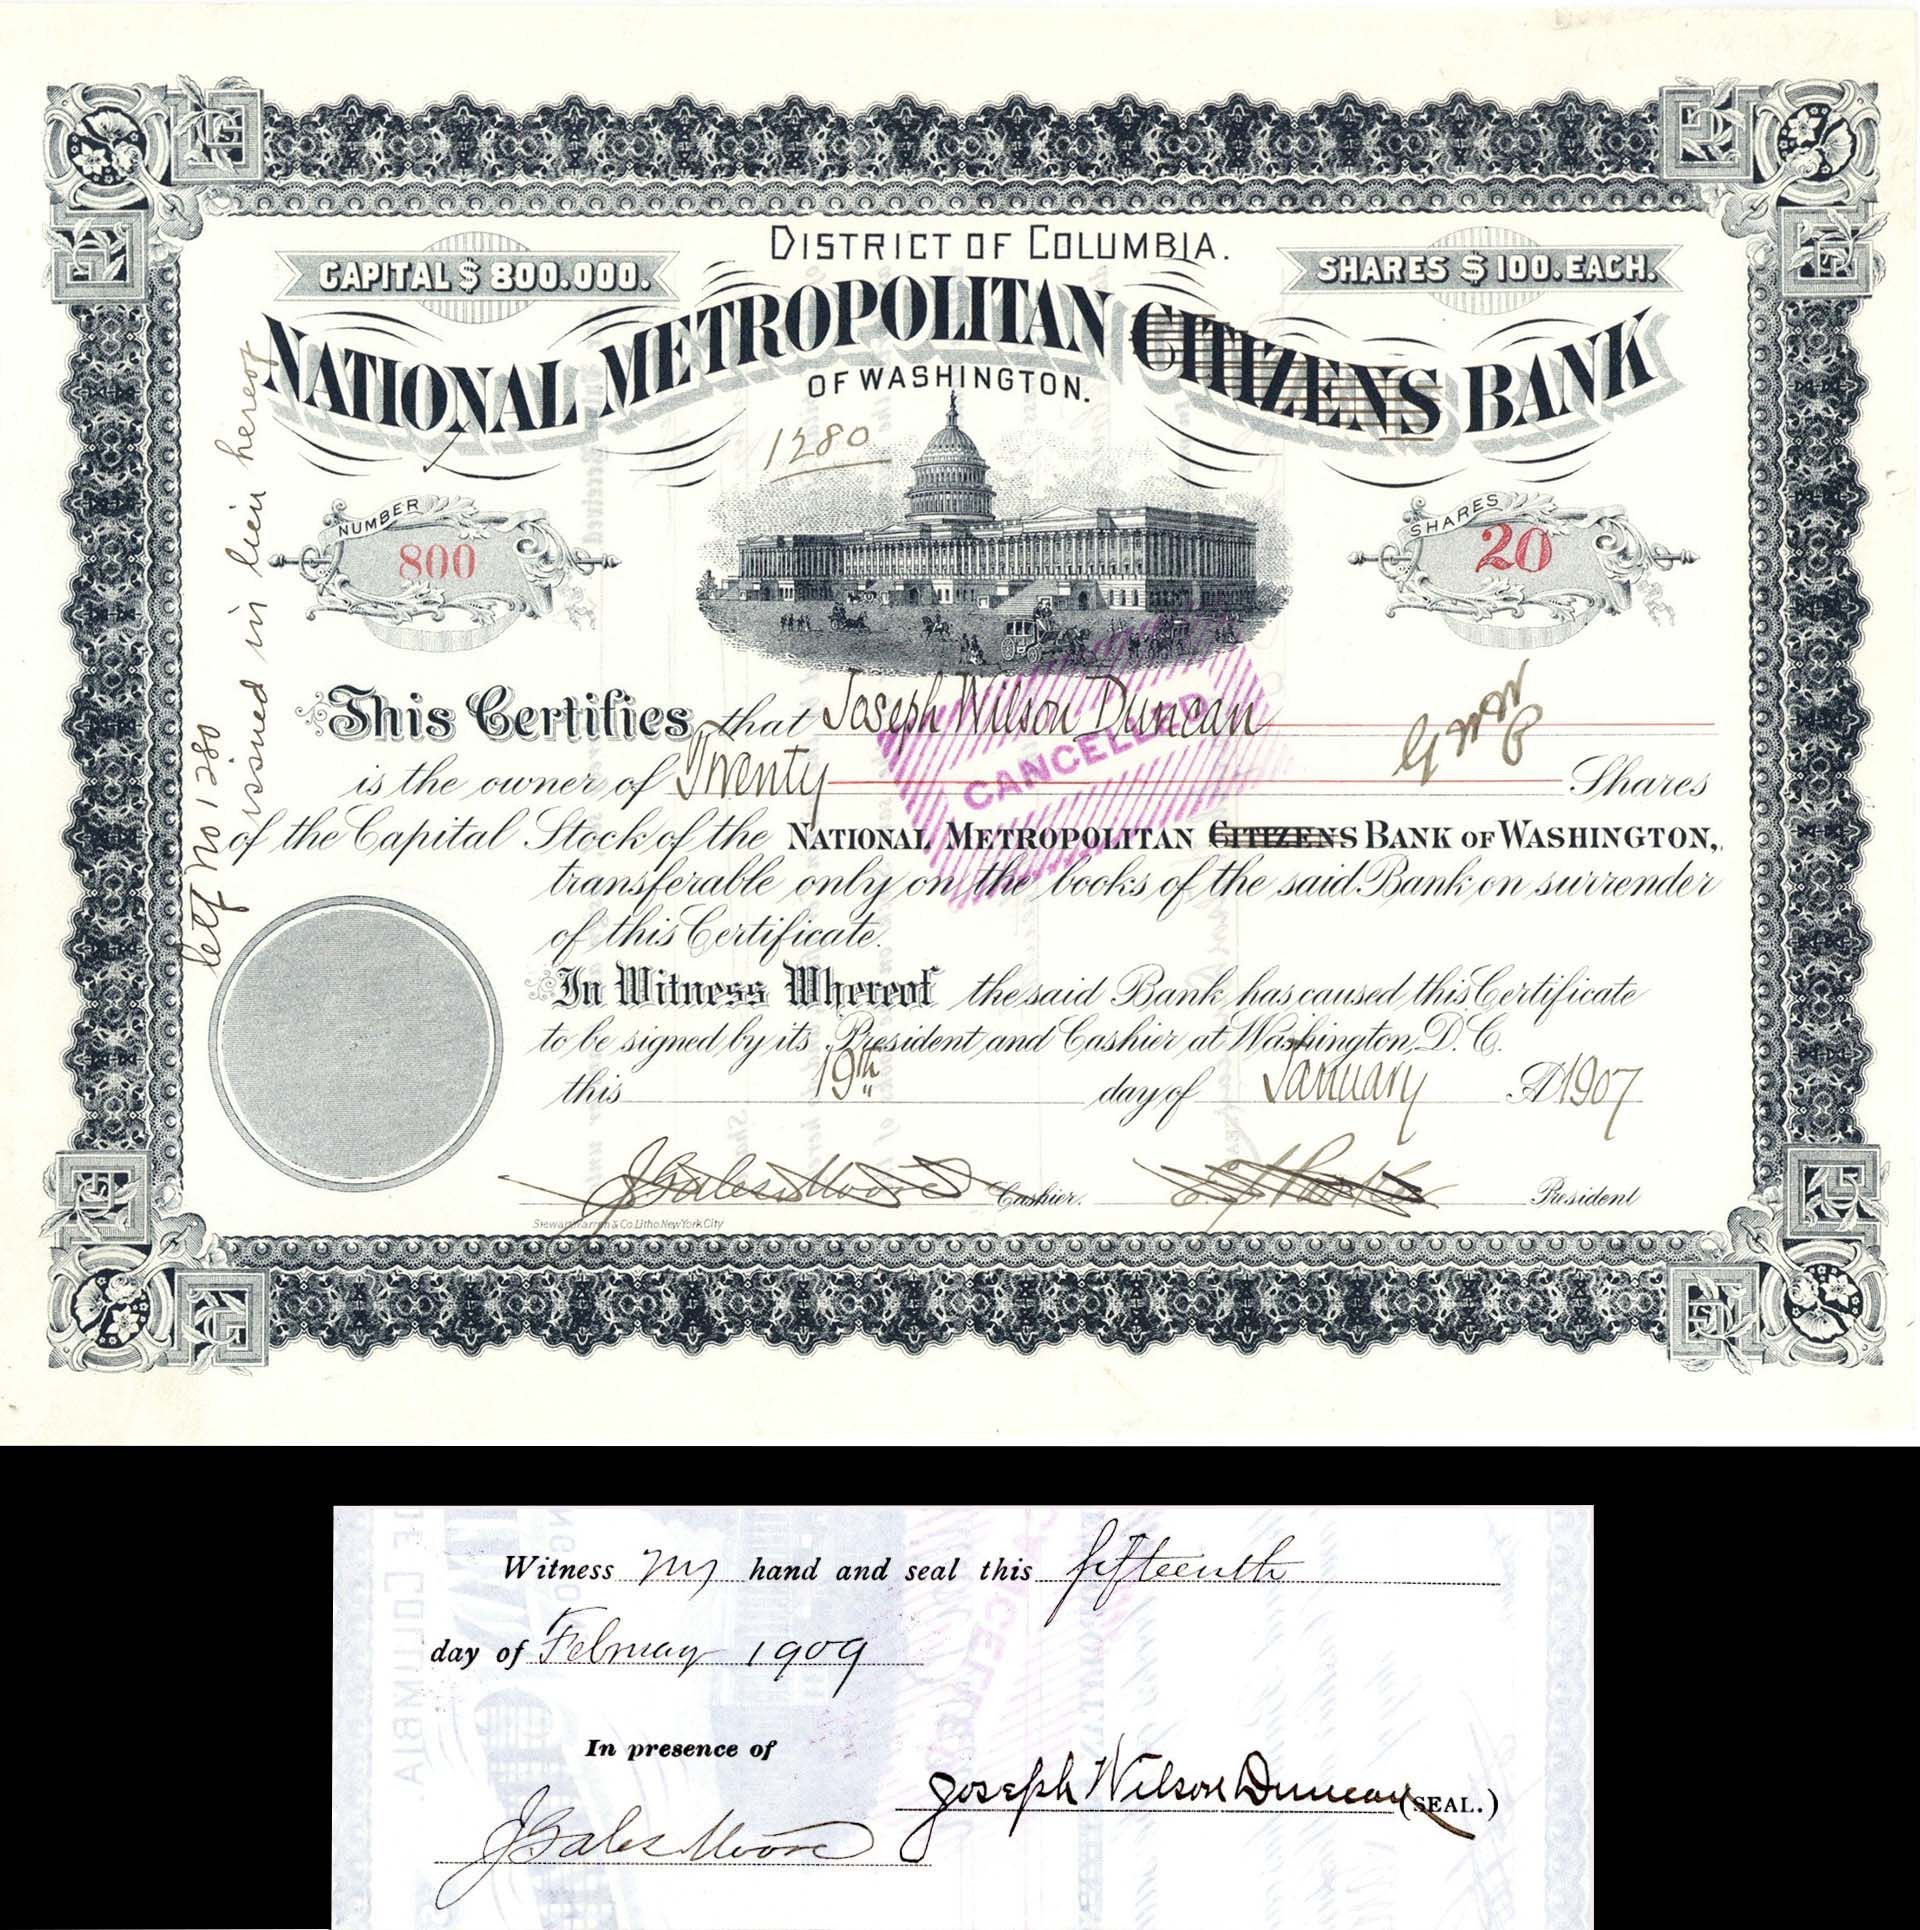 DISTRICT OF COLUMBIA.
CAPITAL $ 800.000.
SHARES $ 100. EACH.
NATIONAL METROPOLITAN CITIZENS BANK
OF WASHINGTON.
1280
NUMBER
800
SHARES
20
This Certifies that Joseph Wilson Duncan
is the owner of Twenty Shares
of the Capital Stock of the NATIONAL METROPOLITAN CITIZENS BANK OF WASHINGTON,
transferable only on the books of the said Bank on surrender
of this Certificate.
CANCELLED
In Witness Whereof the said Bank has caused this Certificate
to be signed by its President and Cashier at Washington, D.C.
this 19th day of January AD 1907
J Gales Moore Cashier. President
Stewart Warren & Co. Litho. New York City
No 1280
issued in lieu hereof
Witness my hand and seal this fifteenth
day of February 1909
In presence of
Joseph Wilson Duncan (SEAL.)
J Gales Moore